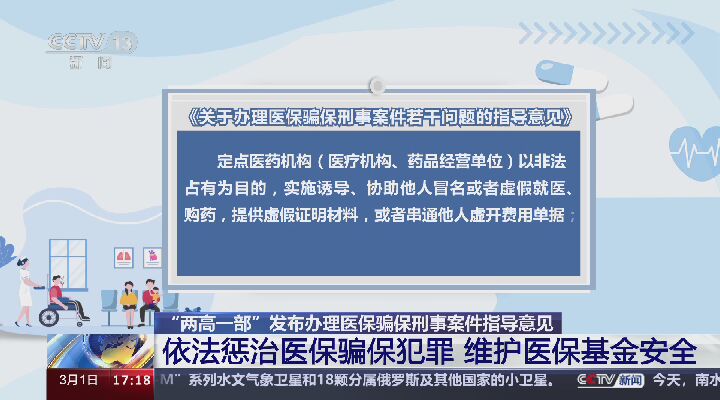 CCTV 13
新闻
《关于办理医保骗保刑事案件若干问题的指导意见》
定点医药机构（医疗机构、药品经营单位）以非法
占有为目的，实施诱导、协助他人冒名或者虚假就医、
购药，提供虚假证明材料，或者串通他人虚开费用单据；
“两高一部”发布办理医保骗保刑事案件指导意见
依法惩治医保骗保犯罪 维护医保基金安全
3月1日 17:18 M”系列水文气象卫星和18颗分属俄罗斯及其他国家的小卫星。 CCTV新闻 今天，南水